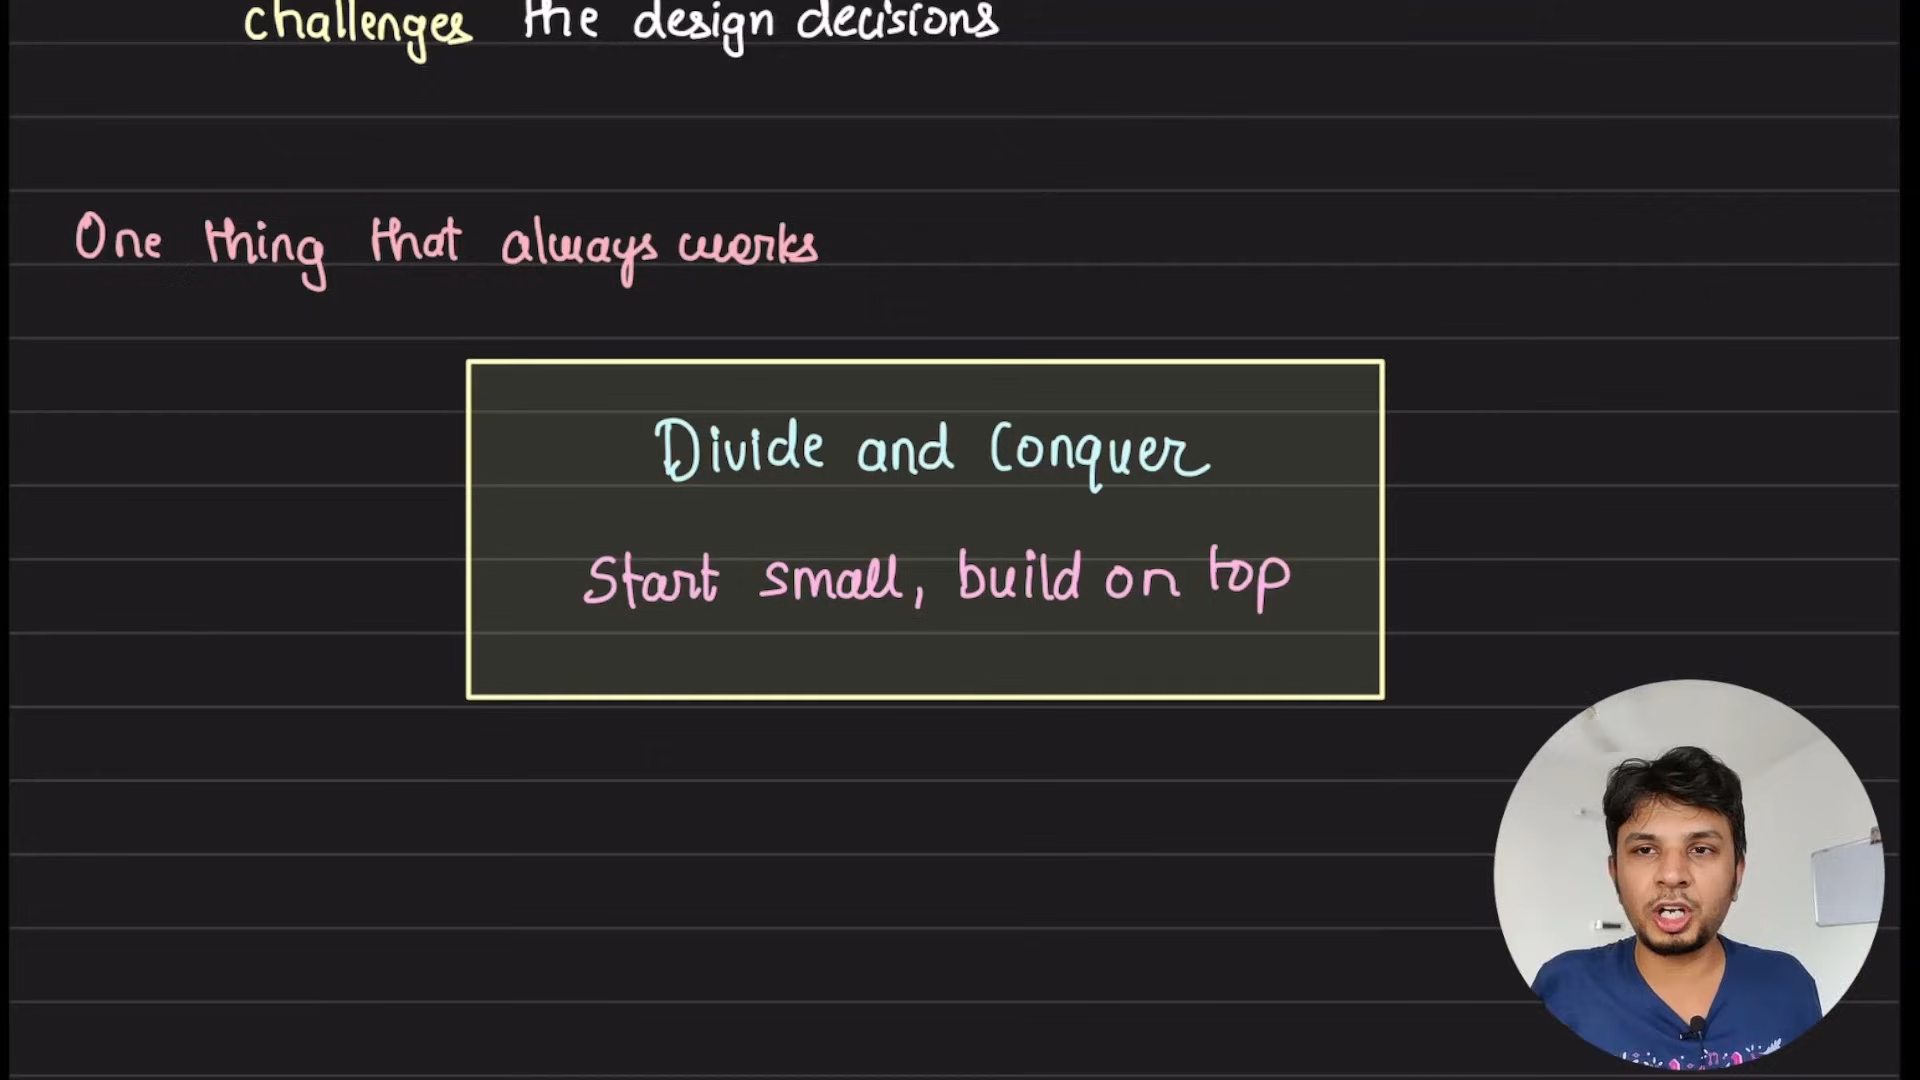 challenges the design decisions
One thing that always works
Divide and Conquer
Start small, build on top